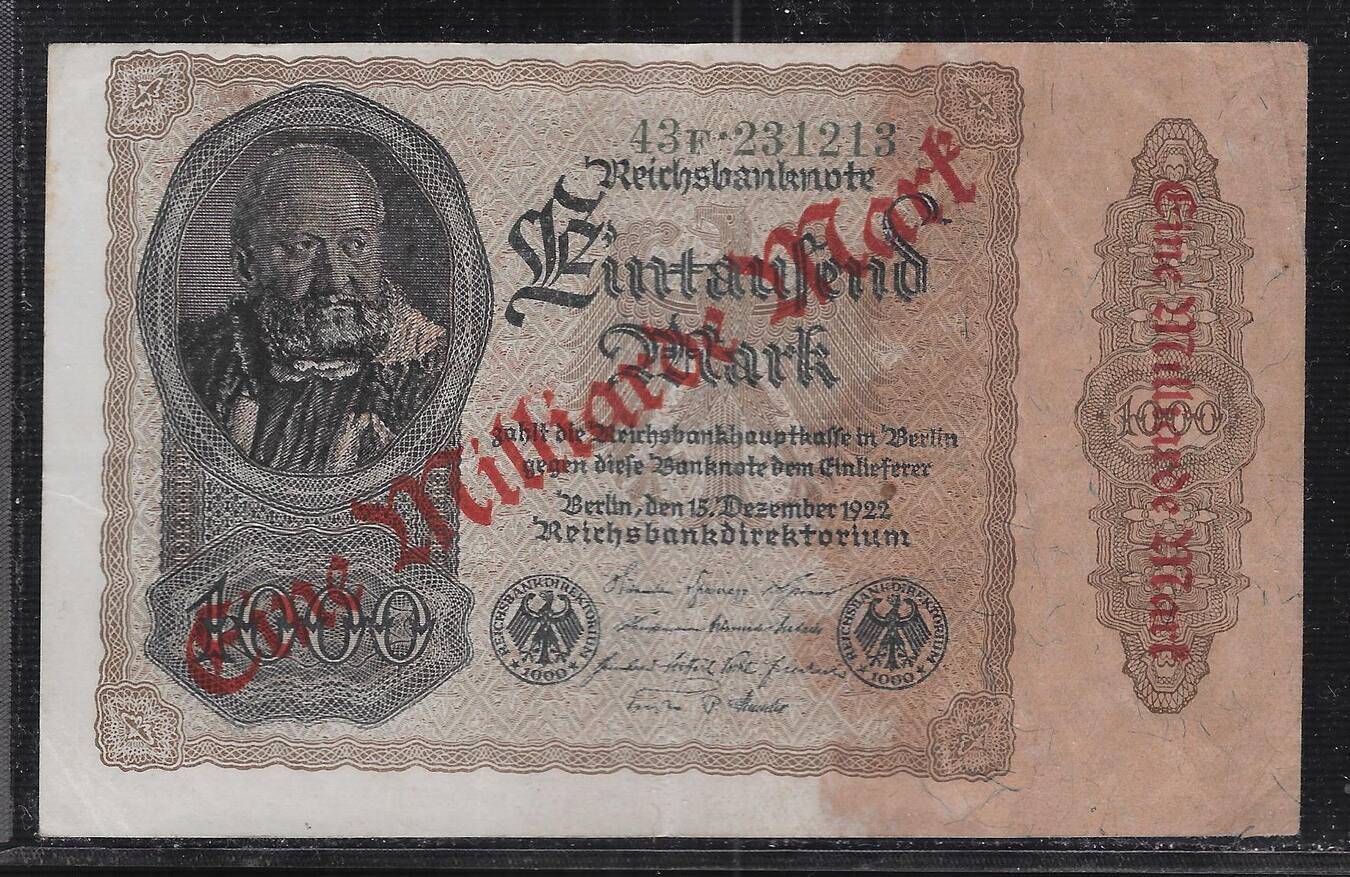 43F·231213
Reichsbanknote
Eintausend
Mark
zahlt die Reichsbankhauptkasse in Berlin
gegen diese Banknote dem Einlieferer
Berlin, den 15. Dezember 1922
Reichsbankdirektorium
Eine Milliarde Mark
1000
REICHSBANKDIREKTORIUM
1000
REICHSBANKDIREKTORIUM
1000
1000
Eine Milliarde Mark